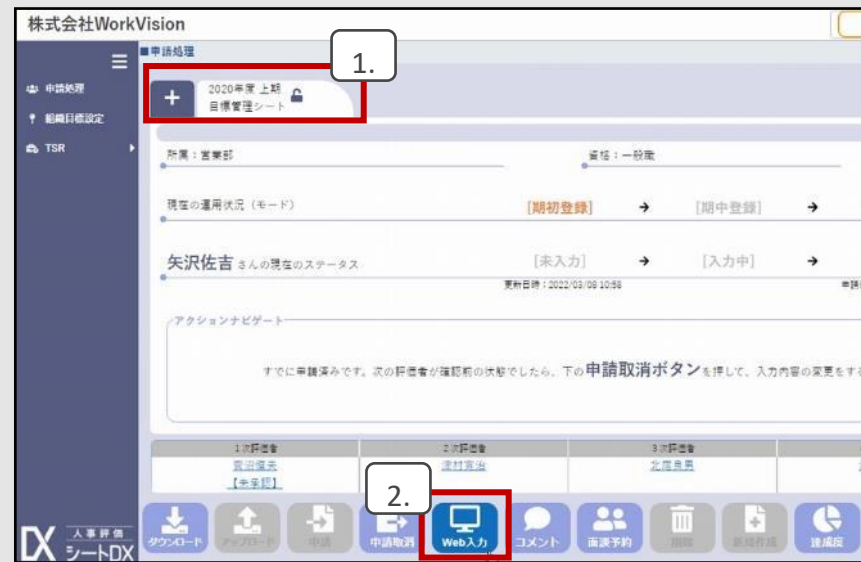 株式会社WorkVision
■申請処理
1.
申請処理
組織目標設定
TSR
+
2020年度 上期
目標管理シート
所属：営業部
資格：一般職
現在の運用状況（モード）
[期初登録] → [期中登録] →
矢沢佐吉 さんの現在のステータス
[未入力] → [入力中] →
更新日時：2022/03/08 10:58
アクションナビゲート
すでに申請済みです。次の評価者が確認前の状態でしたら、下の申請取消ボタンを押して、入力内容の変更をす
1次評価者 2次評価者 3次評価者
津村寛治
【未承認】
2.
ダウンロード アップロード 申請 申請取消 Web入力 コメント 面談予約 削除 新規作成 達成度
DX 人事評価
シートDX